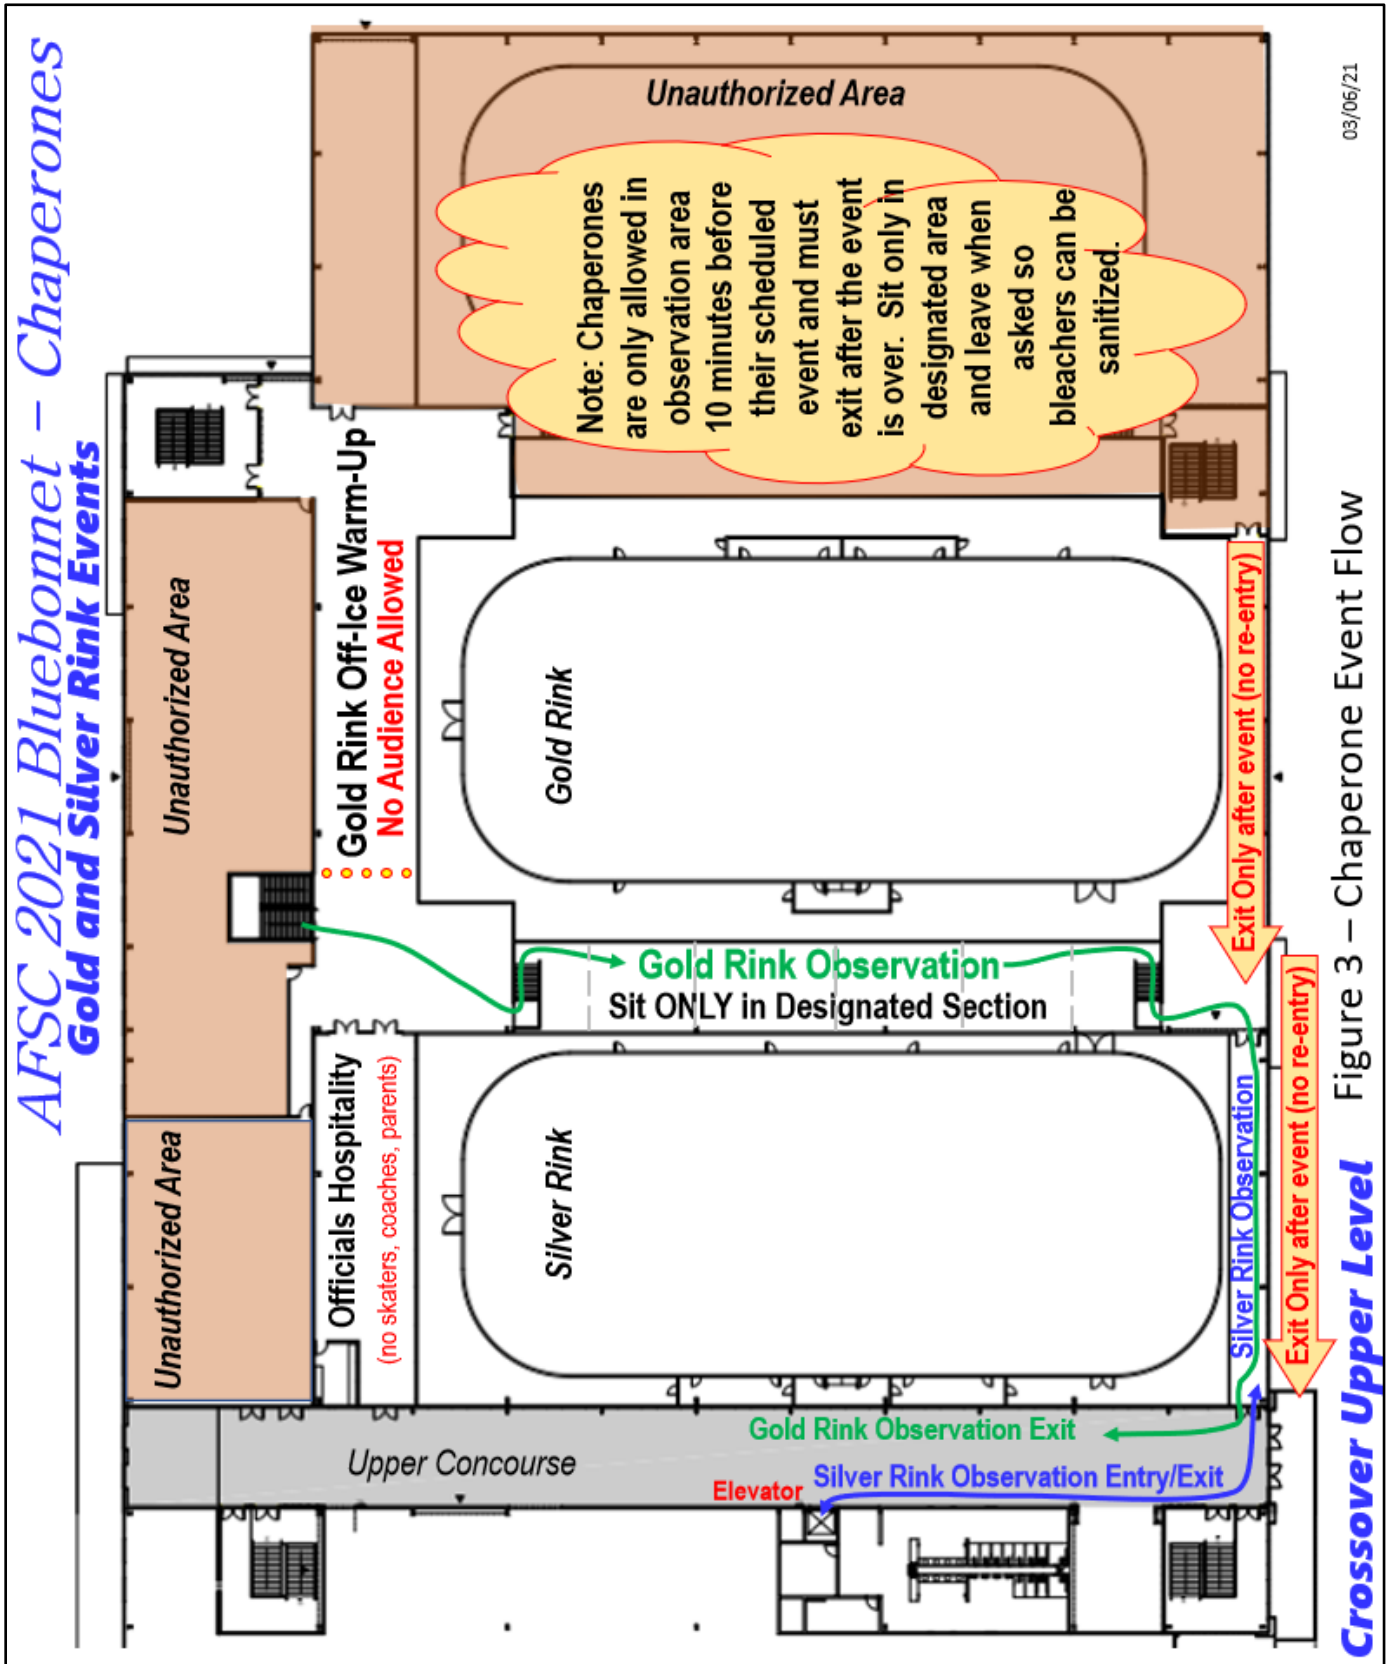 AFSC 2021 Bluebonnet – Chaperones
Gold and Silver Rink Events
Unauthorized Area
Unauthorized Area
Unauthorized Area
Officials Hospitality
(no skaters, coaches, parents)
Gold Rink Off-Ice Warm-Up
No Audience Allowed
Note: Chaperones
are only allowed in
observation area
10 minutes before
their scheduled
event and must
exit after the event
is over. Sit only in
designated area
and leave when
asked so
bleachers can be
sanitized.
Upper Concourse
Silver Rink
Gold Rink
Gold Rink Observation
Sit ONLY in Designated Section
Elevator
Gold Rink Observation Exit
Silver Rink Observation Entry/Exit
Silver Rink Observation
Exit Only after event (no re-entry)
Exit Only after event (no re-entry)
Crossover Upper Level
Figure 3 – Chaperone Event Flow
03/06/21